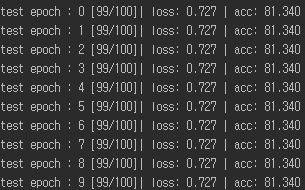 test epoch : 0 [99/100]| loss: 0.727 | acc: 81.340
test epoch : 1 [99/100]| loss: 0.727 | acc: 81.340
test epoch : 2 [99/100]| loss: 0.727 | acc: 81.340
test epoch : 3 [99/100]| loss: 0.727 | acc: 81.340
test epoch : 4 [99/100]| loss: 0.727 | acc: 81.340
test epoch : 5 [99/100]| loss: 0.727 | acc: 81.340
test epoch : 6 [99/100]| loss: 0.727 | acc: 81.340
test epoch : 7 [99/100]| loss: 0.727 | acc: 81.340
test epoch : 8 [99/100]| loss: 0.727 | acc: 81.340
test epoch : 9 [99/100]| loss: 0.727 | acc: 81.340